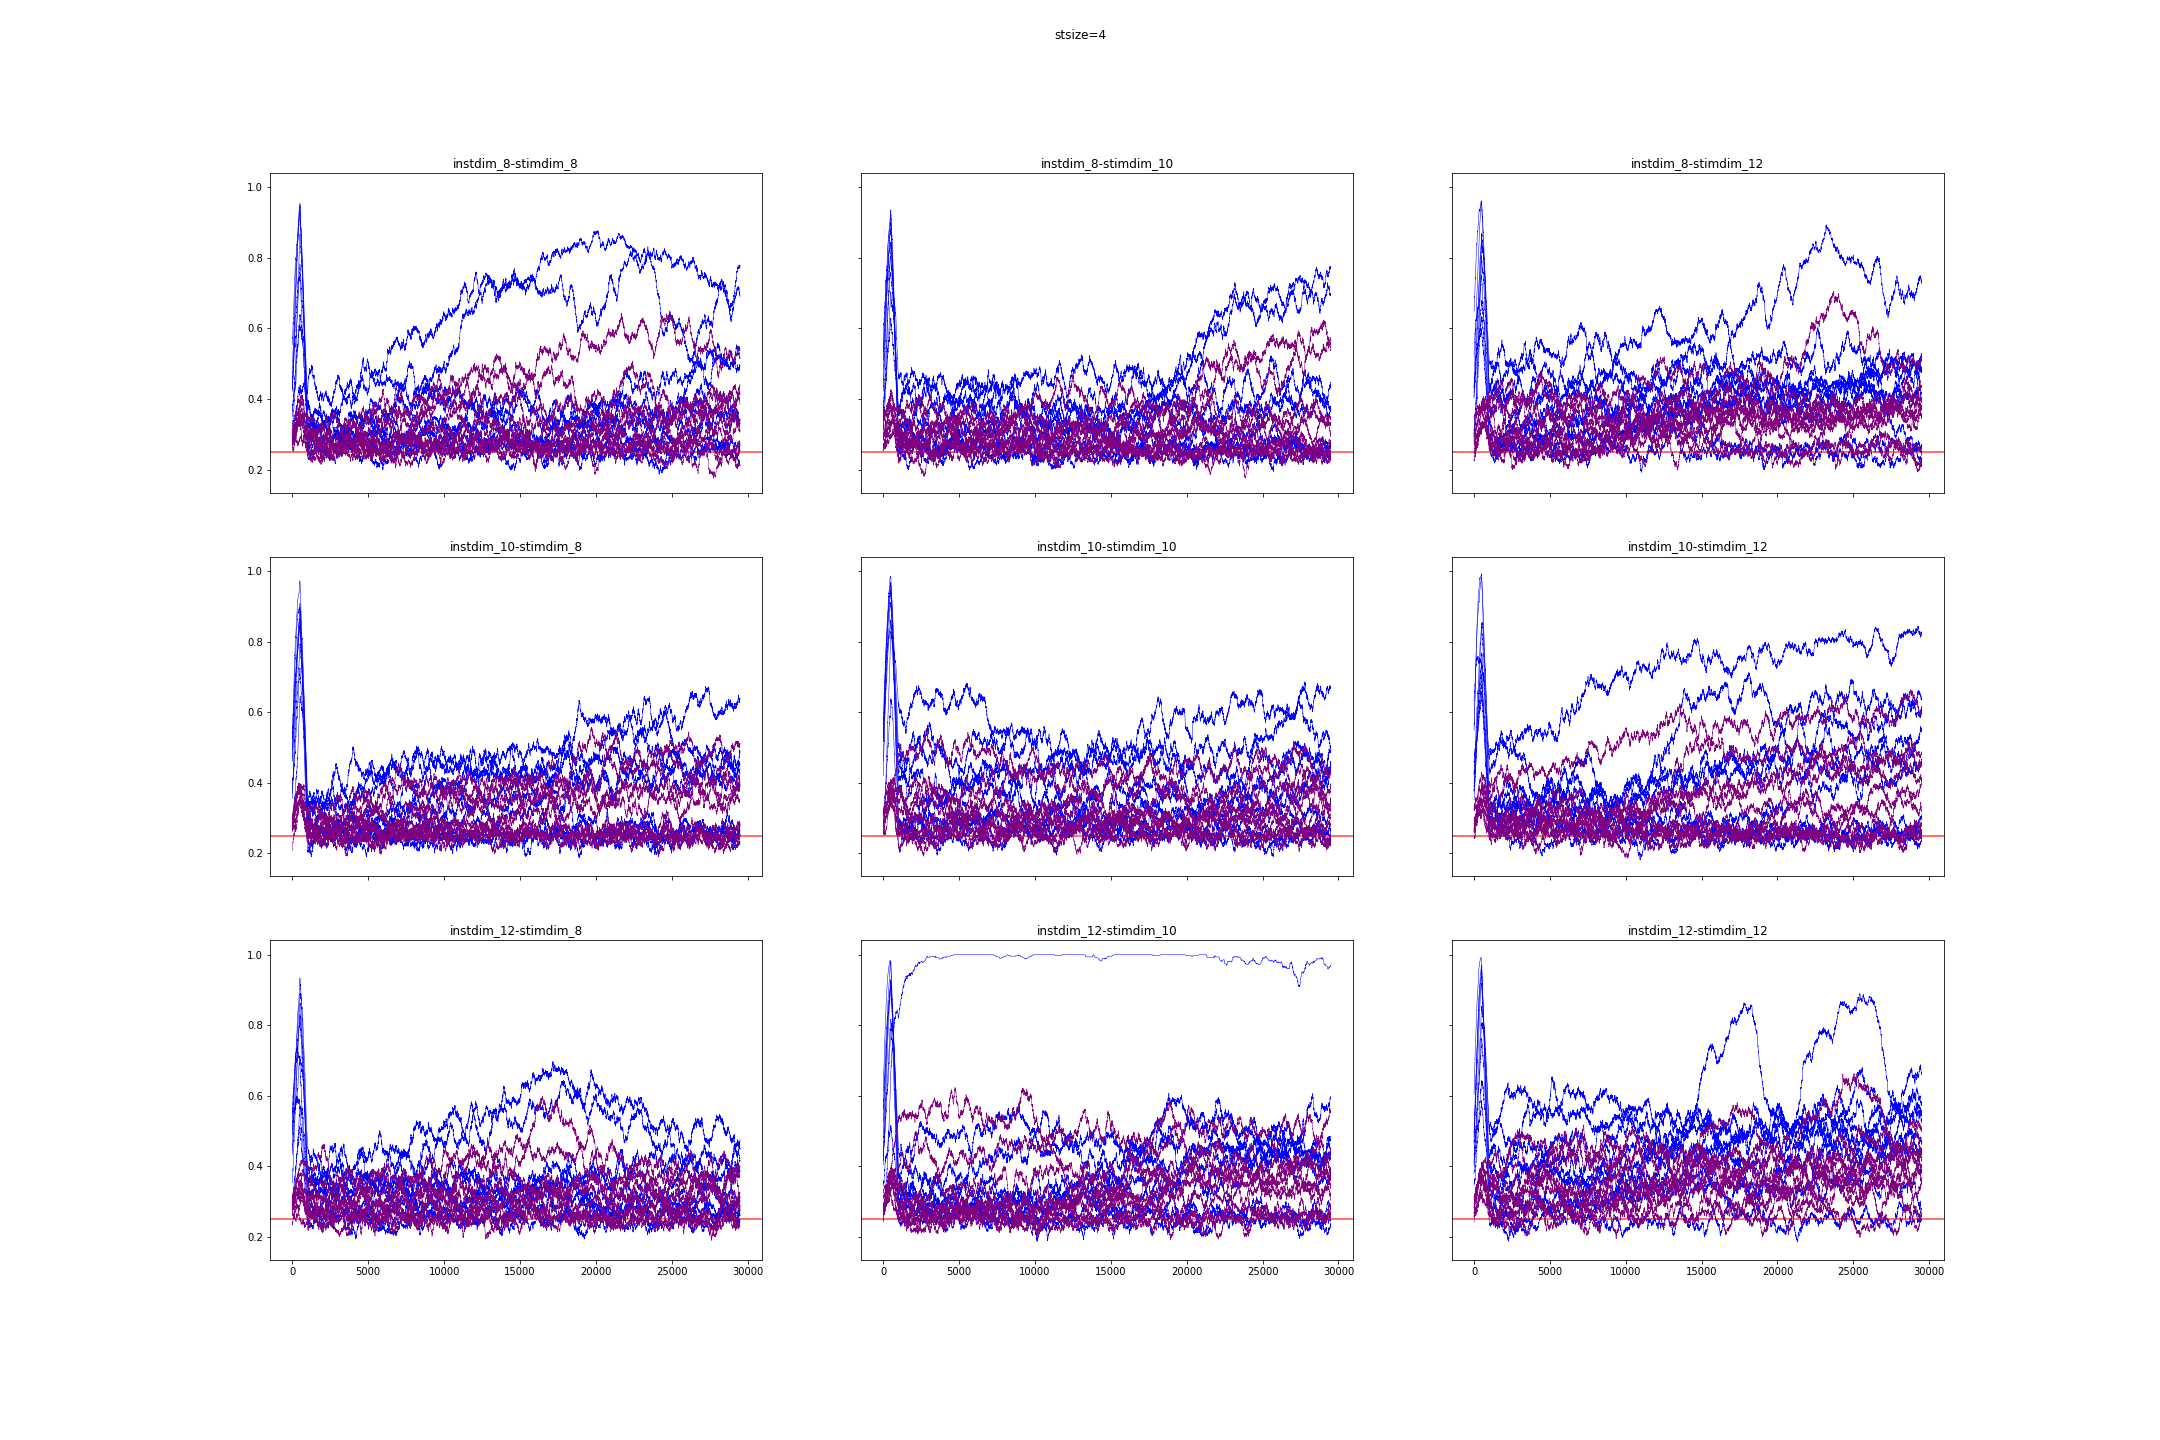 stsize=4
instdim_8-stimdim_8
instdim_8-stimdim_10
instdim_8-stimdim_12
1.0
0.8
0.6
0.4
0.2
instdim_10-stimdim_8
instdim_10-stimdim_10
instdim_10-stimdim_12
1.0
0.8
0.6
0.4
0.2
instdim_12-stimdim_8
instdim_12-stimdim_10
instdim_12-stimdim_12
1.0
0.8
0.6
0.4
0.2
0 5000 10000 15000 20000 25000 30000
0 5000 10000 15000 20000 25000 30000
0 5000 10000 15000 20000 25000 30000